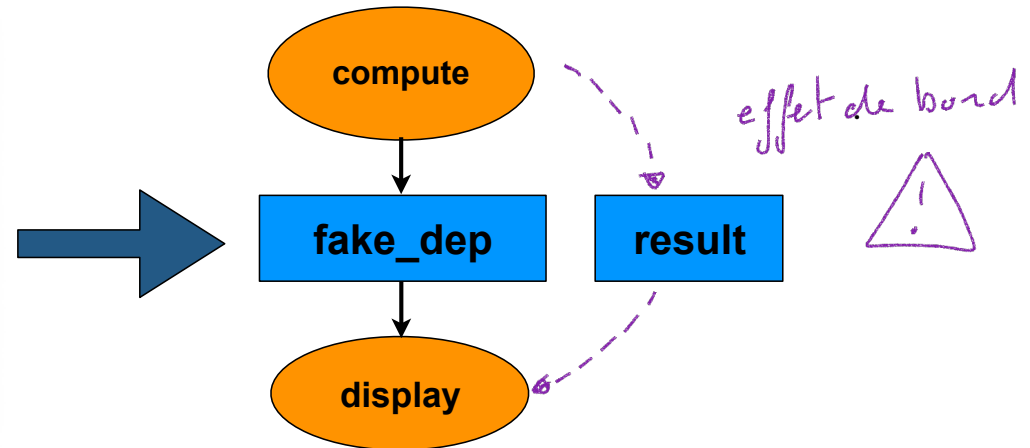 compute
effet de bord
fake_dep
result
!
display